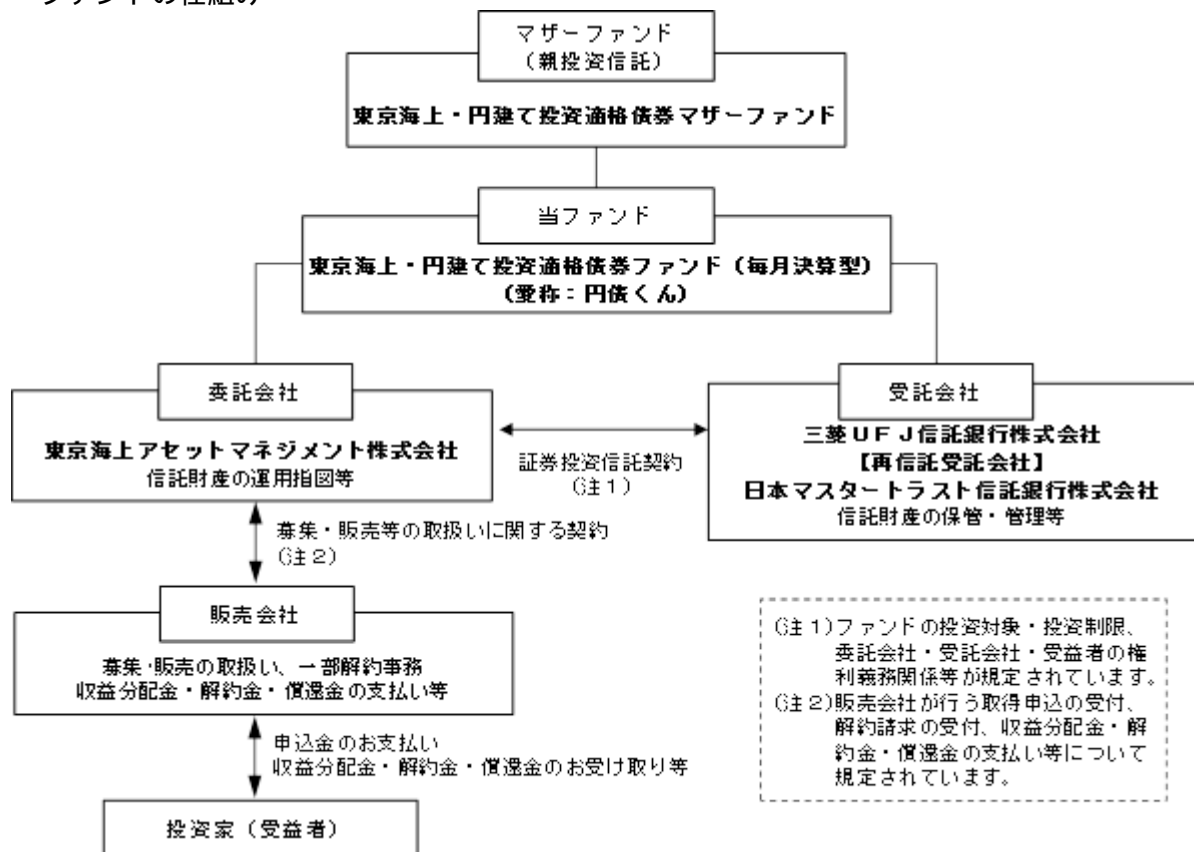 ファンドの仕組み
マザーファンド
（親投資信託）
東京海上・円建て投資適格債券マザーファンド
当ファンド
東京海上・円建て投資適格債券ファンド（毎月決算型）
（愛称：円債くん）
委託会社
東京海上アセットマネジメント株式会社
信託財産の運用指図等
証券投資信託契約
（注１）
受託会社
三菱ＵＦＪ信託銀行株式会社
【再信託受託会社】
日本マスタートラスト信託銀行株式会社
信託財産の保管・管理等
募集・販売等の取扱いに関する契約
（注２）
販売会社
募集・販売の取扱い、一部解約事務
収益分配金・解約金・償還金の支払い等
申込金のお支払い
収益分配金・解約金・償還金のお受け取り等
投資家（受益者）
（注１）ファンドの投資対象・投資制限、
委託会社・受託会社・受益者の権
利義務関係等が規定されています。
（注２）販売会社が行う取得申込の受付、
解約請求の受付、収益分配金・解
約金・償還金の支払い等について
規定されています。